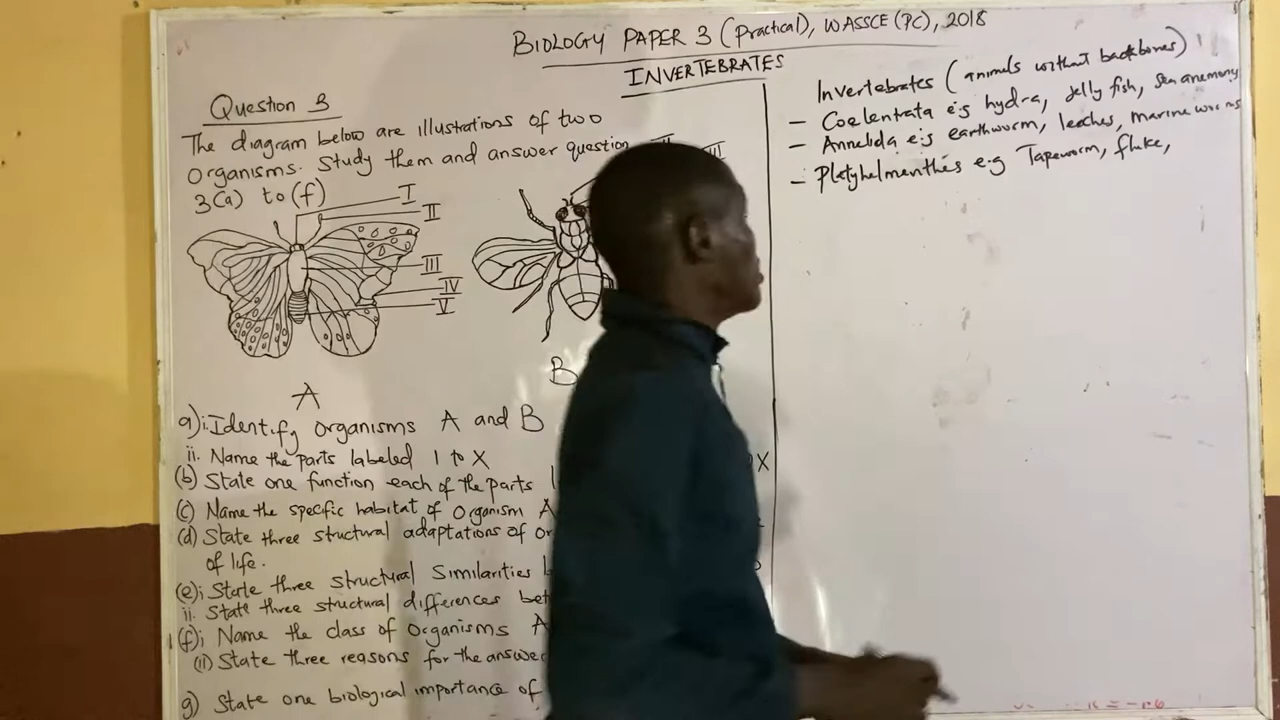 BIOLOGY PAPER 3 (Practical), WASSCE (PC), 2018
INVERTEBRATES
Question 3
The diagram below are illustrations of two
organisms. Study them and answer question
3(a) to (f)
I
II
III
IV
V
III
A
B
a)i. Identify organisms A and B
ii. Name the parts labeled 1 to X
X
(b) State one function each of the parts
(c) Name the specific habitat of organism A
(d) State three structural adaptations of or
of life.
(e)i State three structural similarities b
ii. State three structural differences bet
(f)i Name the class of organisms A
(ii) State three reasons for the answe
g) State one biological importance of
Invertebrates (animals without backbones)
- Coelentrata e.g hydra, Jelly fish, Sea anemony
- Annelida e.g earthworm, leeches, marine worms
- Platyhelmenthes e.g Tapeworm, fluke,